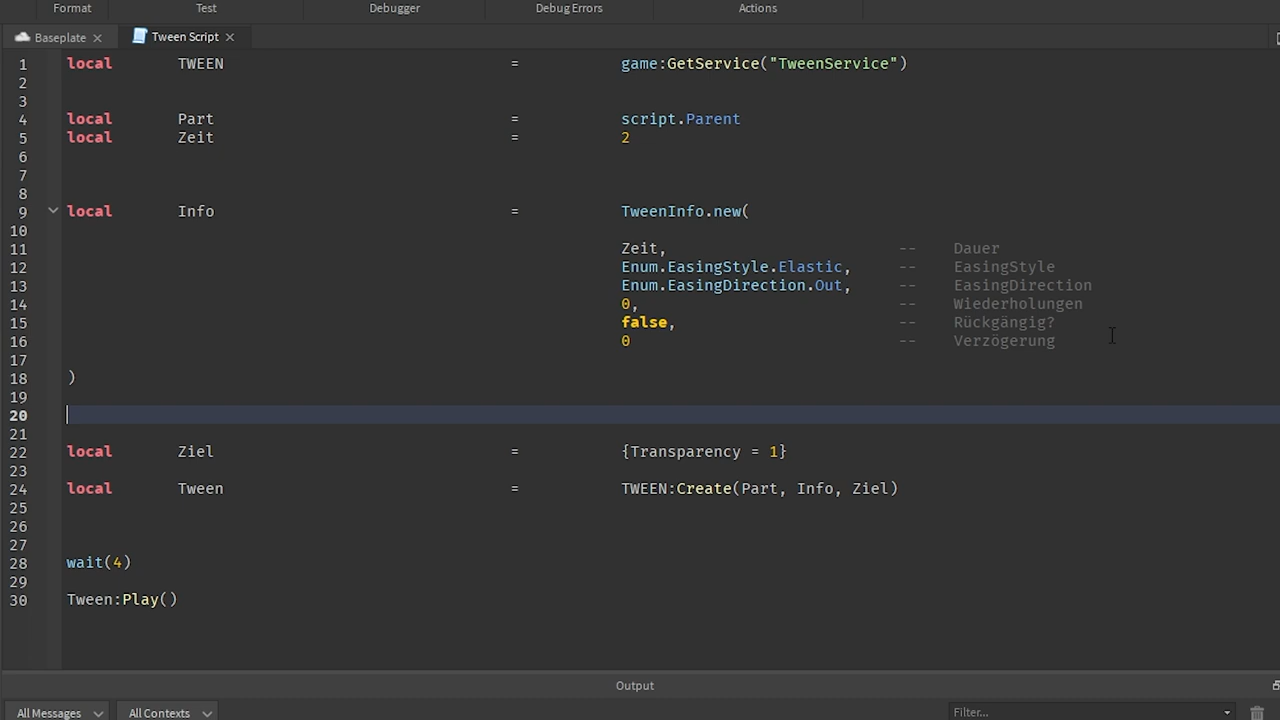 Format Test Debugger Debug Errors Actions
Baseplate Tween Script
1 local TWEEN = game:GetService("TweenService")
2
3
4 local Part = script.Parent
5 local Zeit = 2
6
7
8
9 local Info = TweenInfo.new(
10
11 Zeit, -- Dauer
12 Enum.EasingStyle.Elastic, -- EasingStyle
13 Enum.EasingDirection.Out, -- EasingDirection
14 0, -- Wiederholungen
15 false, -- Rückgängig?
16 0 -- Verzögerung
17
18 )
19
20
21
22 local Ziel = {Transparency = 1}
23
24 local Tween = TWEEN:Create(Part, Info, Ziel)
25
26
27
28 wait(4)
29
30 Tween:Play()
Output
All Messages All Contexts Filter...